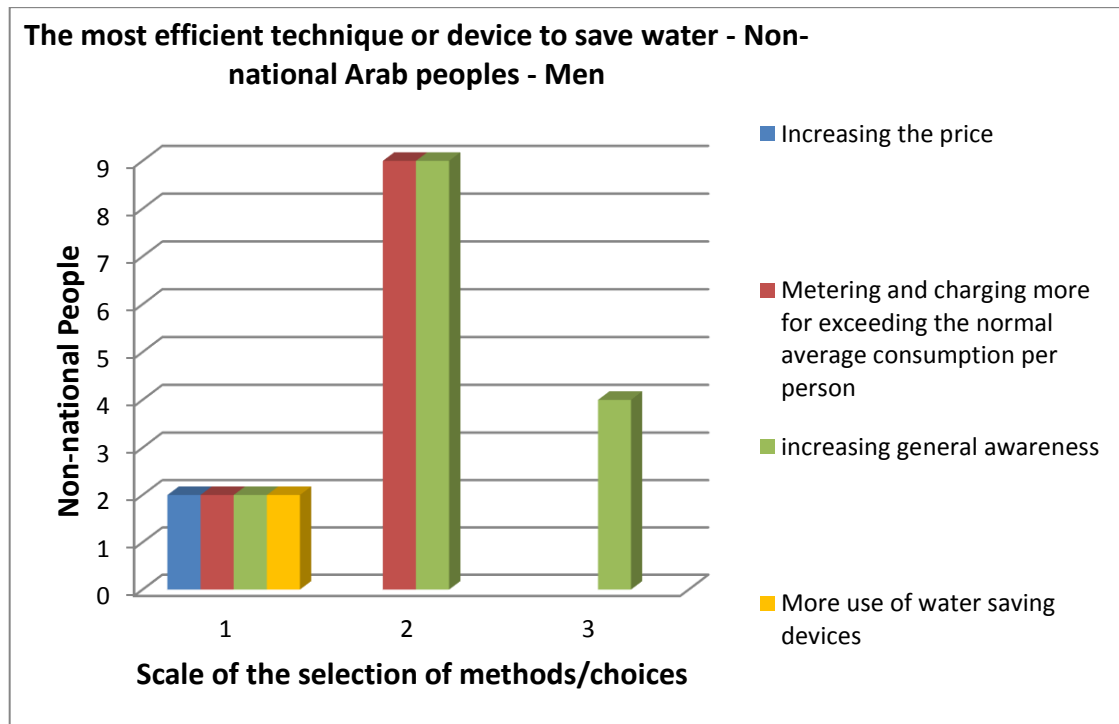 The most efficient technique or device to save water - Non-
national Arab peoples - Men
Non-national People
9
8
7
6
5
4
3
2
1
0
1 2 3
Scale of the selection of methods/choices
Increasing the price
Metering and charging more
for exceeding the normal
average consumption per
person
increasing general awareness
More use of water saving
devices